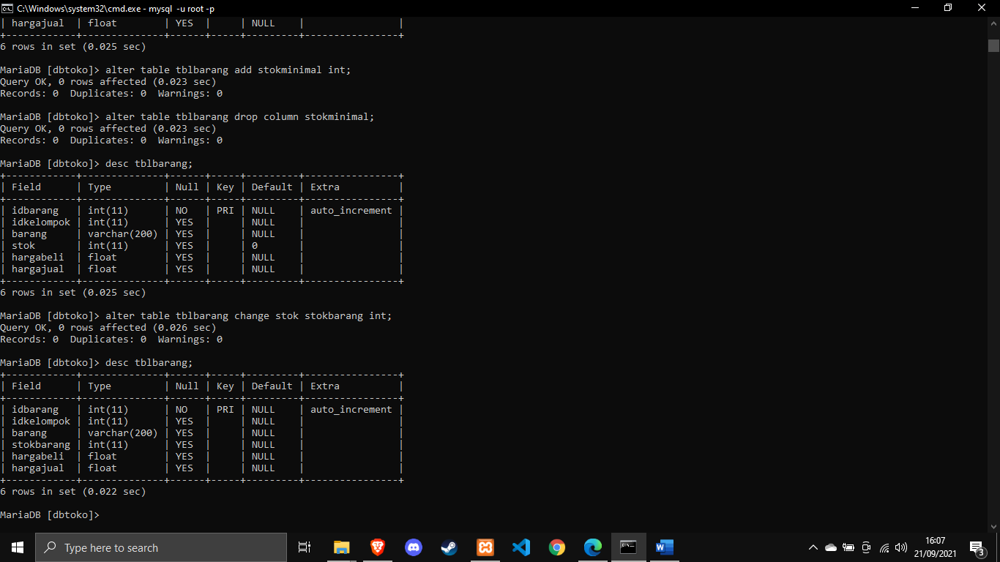 C:\Windows\system32\cmd.exe - mysql  -u root -p
| hargajual  | float        | YES  |     | NULL    |                |
+------------+--------------+------+-----+---------+----------------+
6 rows in set (0.025 sec)

MariaDB [dbtoko]> alter table tblbarang add stokminimal int;
Query OK, 0 rows affected (0.023 sec)
Records: 0  Duplicates: 0  Warnings: 0

MariaDB [dbtoko]> alter table tblbarang drop column stokminimal;
Query OK, 0 rows affected (0.023 sec)
Records: 0  Duplicates: 0  Warnings: 0

MariaDB [dbtoko]> desc tblbarang;
+------------+--------------+------+-----+---------+----------------+
| Field      | Type         | Null | Key | Default | Extra          |
+------------+--------------+------+-----+---------+----------------+
| idbarang   | int(11)      | NO   | PRI | NULL    | auto_increment |
| idkelompok | int(11)      | YES  |     | NULL    |                |
| barang     | varchar(200) | YES  |     | NULL    |                |
| stok       | int(11)      | YES  |     | 0       |                |
| hargabeli  | float        | YES  |     | NULL    |                |
| hargajual  | float        | YES  |     | NULL    |                |
+------------+--------------+------+-----+---------+----------------+
6 rows in set (0.025 sec)

MariaDB [dbtoko]> alter table tblbarang change stok stokbarang int;
Query OK, 0 rows affected (0.026 sec)
Records: 0  Duplicates: 0  Warnings: 0

MariaDB [dbtoko]> desc tblbarang;
+------------+--------------+------+-----+---------+----------------+
| Field      | Type         | Null | Key | Default | Extra          |
+------------+--------------+------+-----+---------+----------------+
| idbarang   | int(11)      | NO   | PRI | NULL    | auto_increment |
| idkelompok | int(11)      | YES  |     | NULL    |                |
| barang     | varchar(200) | YES  |     | NULL    |                |
| stokbarang | int(11)      | YES  |     | NULL    |                |
| hargabeli  | float        | YES  |     | NULL    |                |
| hargajual  | float        | YES  |     | NULL    |                |
+------------+--------------+------+-----+---------+----------------+
6 rows in set (0.022 sec)

MariaDB [dbtoko]>
Type here to search
16:07
21/09/2021
3